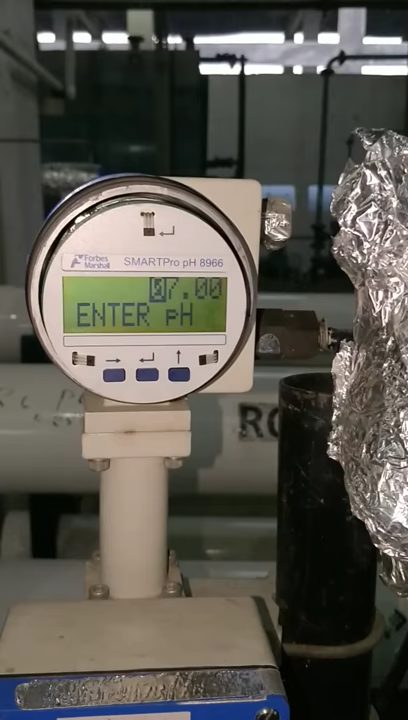 Forbes
Marshall
SMARTPro pH 8966
07.00
ENTER pH
→ ↵ ↑
RO